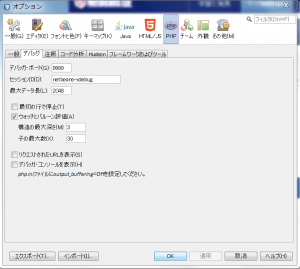 オプション
フィルタ(Ctrl+F)
一般(G) エディタ(E) フォントと色(F) キーマップ(K) Java HTML/JS PHP チーム 外観 その他(M)
一般 デバッグ 注釈 コード分析 Hudson フレームワークおよびツール
デバッガ・ポート(G): 9999
セッションID(D): netbeans-xdebug
最大データ長(L): 2048
最初の行で停止(T)
ウォッチとバルーン評価(A)
構造の最大深さ(M): 3
子の最大数(X): 30
リクエストされたURLを表示(S)
デバッガ・コンソールを表示(H)
php.iniファイルにoutput_buffering=Offを設定してください。
エクスポート(T)... インポート(I)... OK 適用 取消 ヘルプ(H)